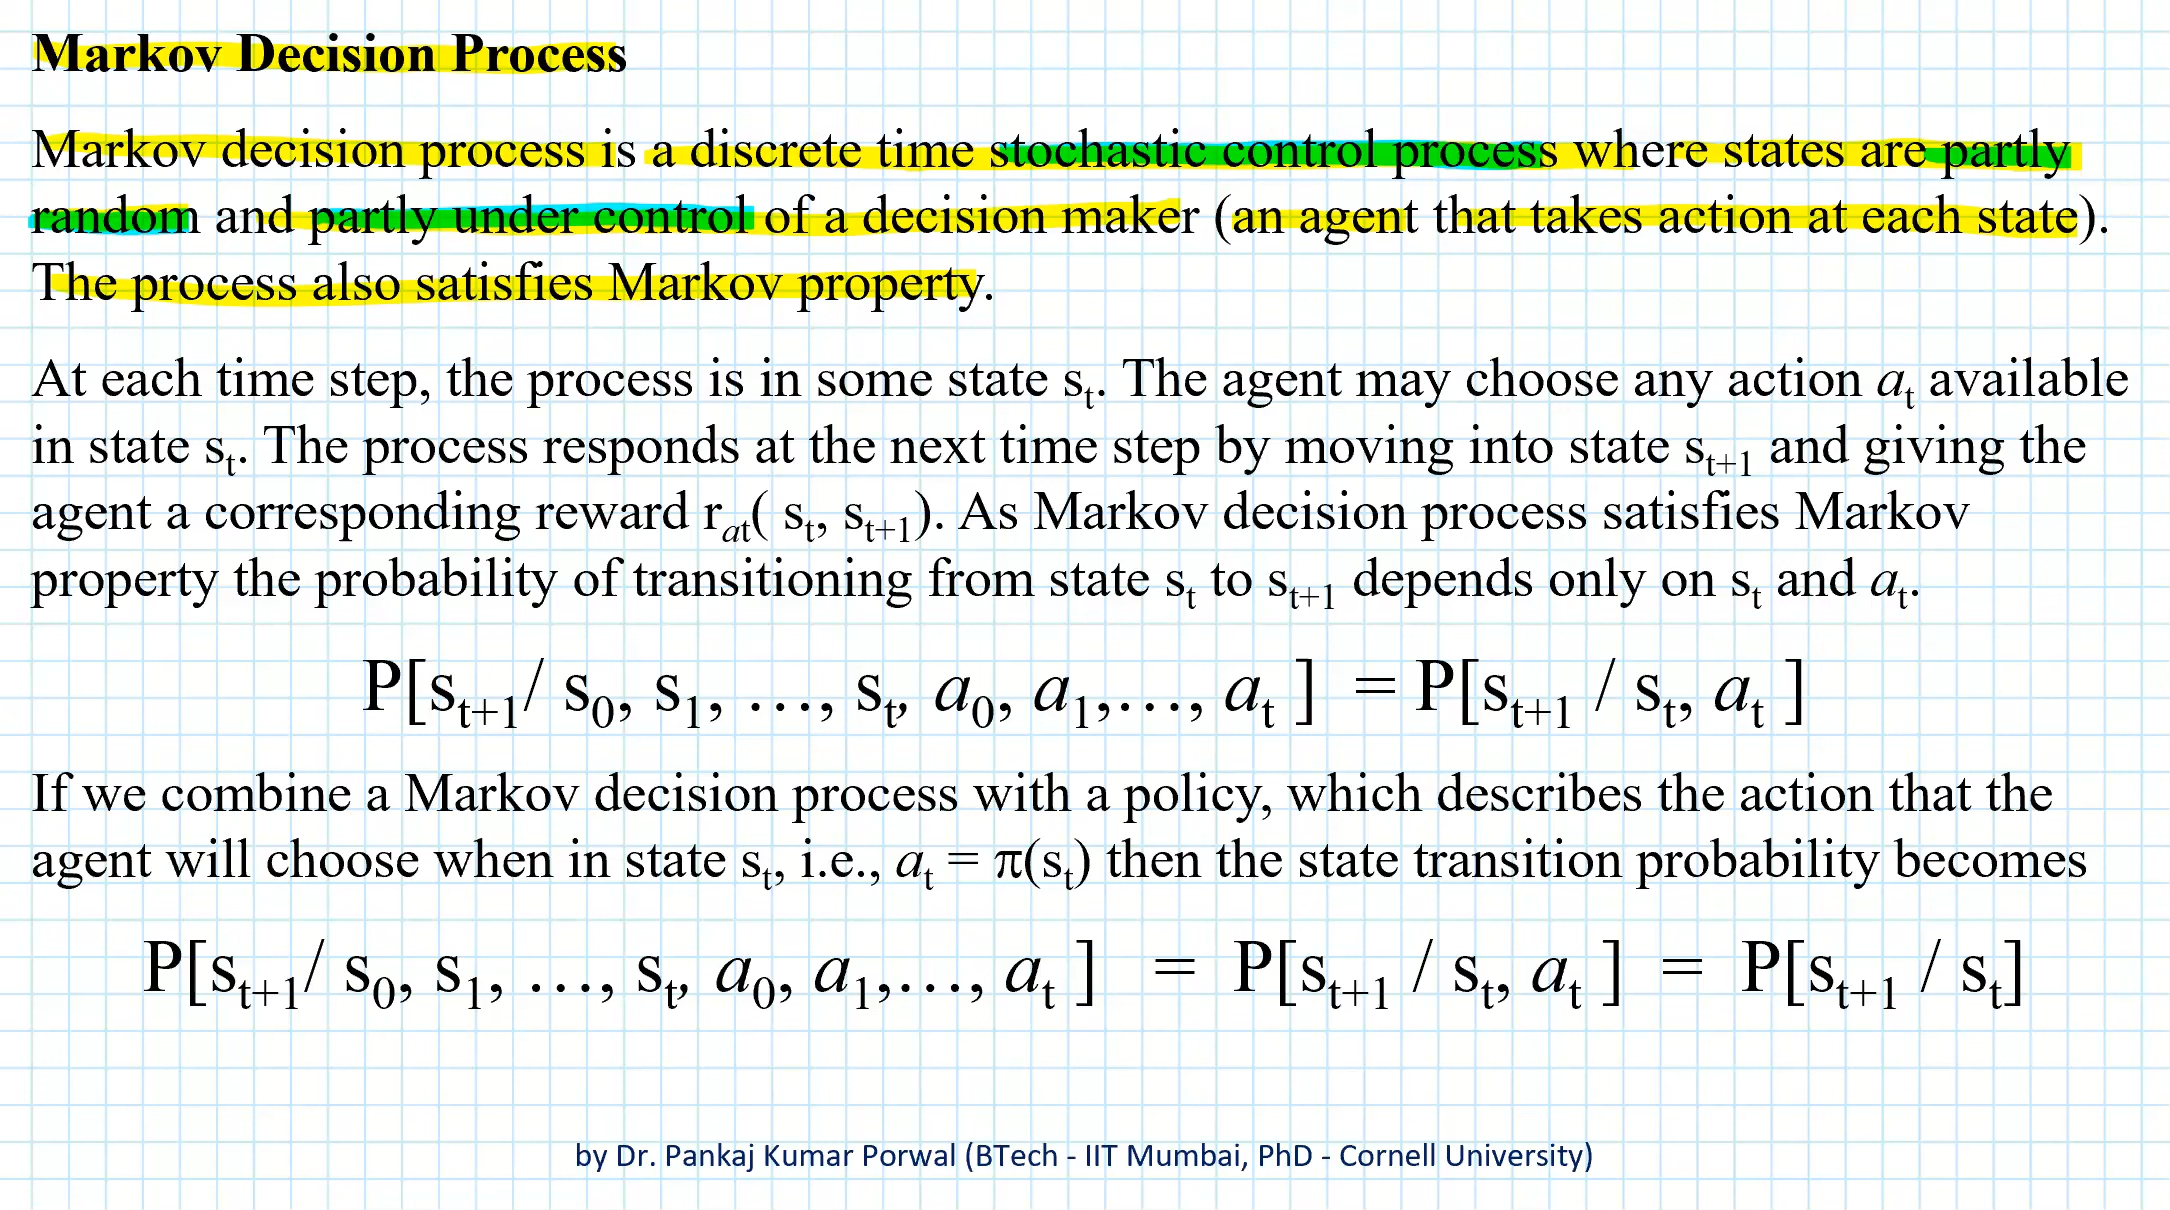 Markov Decision Process
Markov decision process is a discrete time stochastic control process where states are partly
random and partly under control of a decision maker (an agent that takes action at each state).
The process also satisfies Markov property.
At each time step, the process is in some state sₜ. The agent may choose any action aₜ available
in state sₜ. The process responds at the next time step by moving into state sₜ₊₁ and giving the
agent a corresponding reward rₐₜ( sₜ, sₜ₊₁). As Markov decision process satisfies Markov
property the probability of transitioning from state sₜ to sₜ₊₁ depends only on sₜ and aₜ.
P[sₜ₊₁/ s₀, s₁, …, sₜ, a₀, a₁,…, aₜ ] = P[sₜ₊₁ / sₜ, aₜ ]
If we combine a Markov decision process with a policy, which describes the action that the
agent will choose when in state sₜ, i.e., aₜ = π(sₜ) then the state transition probability becomes
P[sₜ₊₁/ s₀, s₁, …, sₜ, a₀, a₁,…, aₜ ] = P[sₜ₊₁ / sₜ, aₜ ] = P[sₜ₊₁ / sₜ]
by Dr. Pankaj Kumar Porwal (BTech - IIT Mumbai, PhD - Cornell University)